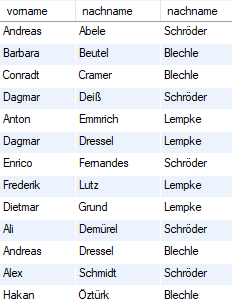 vorname nachname nachname
Andreas Abele Schröder
Barbara Beutel Blechle
Conradt Cramer Blechle
Dagmar Deiß Schröder
Anton Emmrich Lempke
Dagmar Dressel Lempke
Enrico Fernandes Schröder
Frederik Lutz Lempke
Dietmar Grund Lempke
Ali Demürel Schröder
Andreas Dressel Blechle
Alex Schmidt Schröder
Hakan Öztürk Blechle